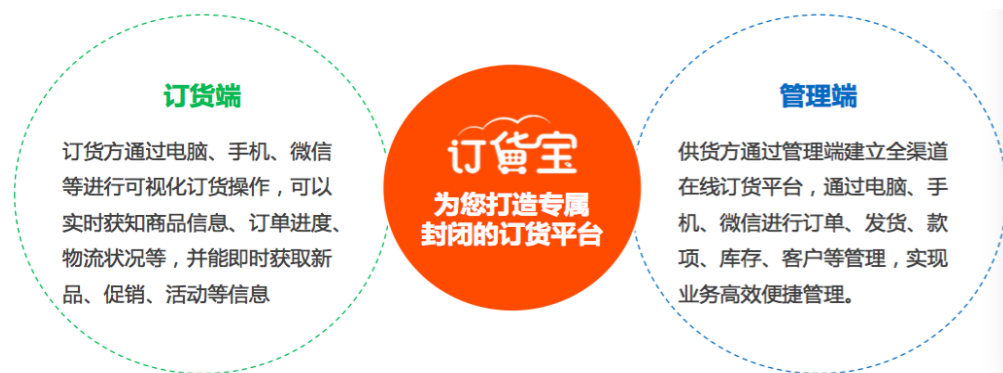 订货端
订货方通过电脑、手机、微信
等进行可视化订货操作，可以
实时获知商品信息、订单进度、
物流状况等，并能即时获取新
品、促销、活动等信息
订货宝
为您打造专属
封闭的订货平台
管理端
供货方通过管理端建立全渠道
在线订货平台，通过电脑、手
机、微信进行订单、发货、款
项、库存、客户等管理，实现
业务高效便捷管理。